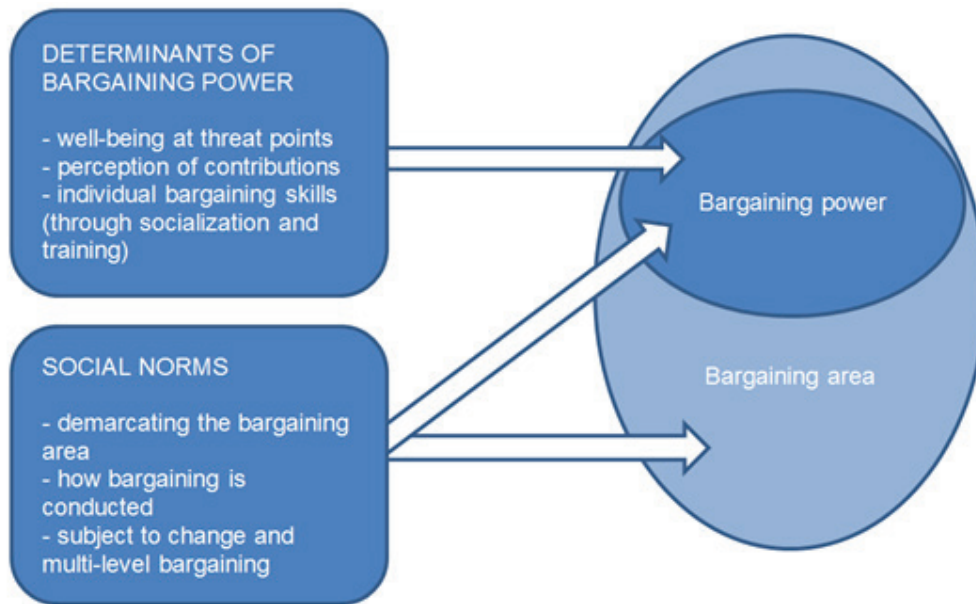 DETERMINANTS OF
BARGAINING POWER
- well-being at threat points
- perception of contributions
- individual bargaining skills
(through socialization and
training)
Bargaining power
SOCIAL NORMS
- demarcating the bargaining
area
- how bargaining is
conducted
- subject to change and
multi-level bargaining
Bargaining area